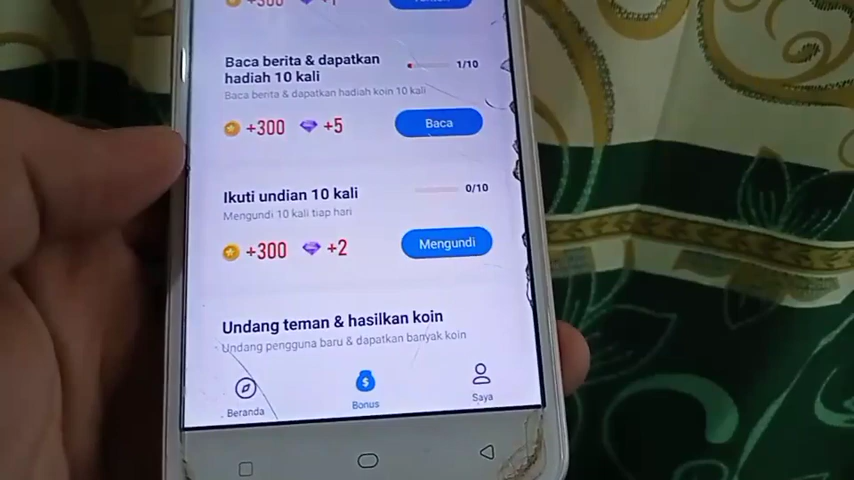 +300
Baca berita & dapatkan
hadiah 10 kali
1/10
Baca berita & dapatkan hadiah koin 10 kali
+300 +5 Baca
Ikuti undian 10 kali
0/10
Mengundi 10 kali tiap hari
+300 +2 Mengundi
Undang teman & hasilkan koin
Undang pengguna baru & dapatkan banyak koin
Beranda Bonus Saya